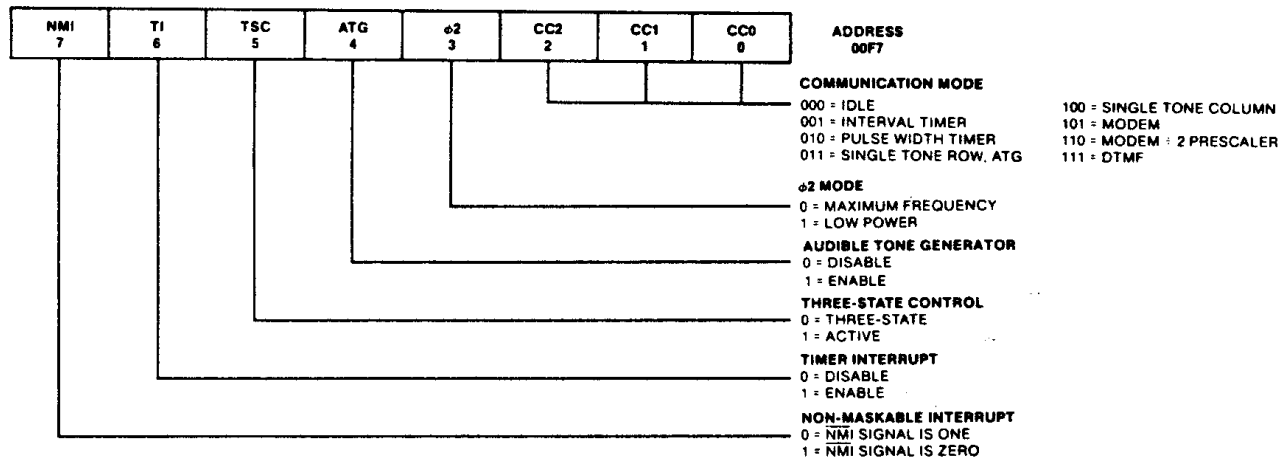 NMI TI TSC ATG ϕ2 CC2 CC1 CC0 ADDRESS
7 6 5 4 3 2 1 0 00F7
COMMUNICATION MODE
000 = IDLE 100 = SINGLE TONE COLUMN
001 = INTERVAL TIMER 101 = MODEM
010 = PULSE WIDTH TIMER 110 = MODEM ÷ 2 PRESCALER
011 = SINGLE TONE ROW, ATG 111 = DTMF
ϕ2 MODE
0 = MAXIMUM FREQUENCY
1 = LOW POWER
AUDIBLE TONE GENERATOR
0 = DISABLE
1 = ENABLE
THREE-STATE CONTROL
0 = THREE-STATE
1 = ACTIVE
TIMER INTERRUPT
0 = DISABLE
1 = ENABLE
NON-MASKABLE INTERRUPT
0 = N̅M̅I̅ SIGNAL IS ONE
1 = N̅M̅I̅ SIGNAL IS ZERO